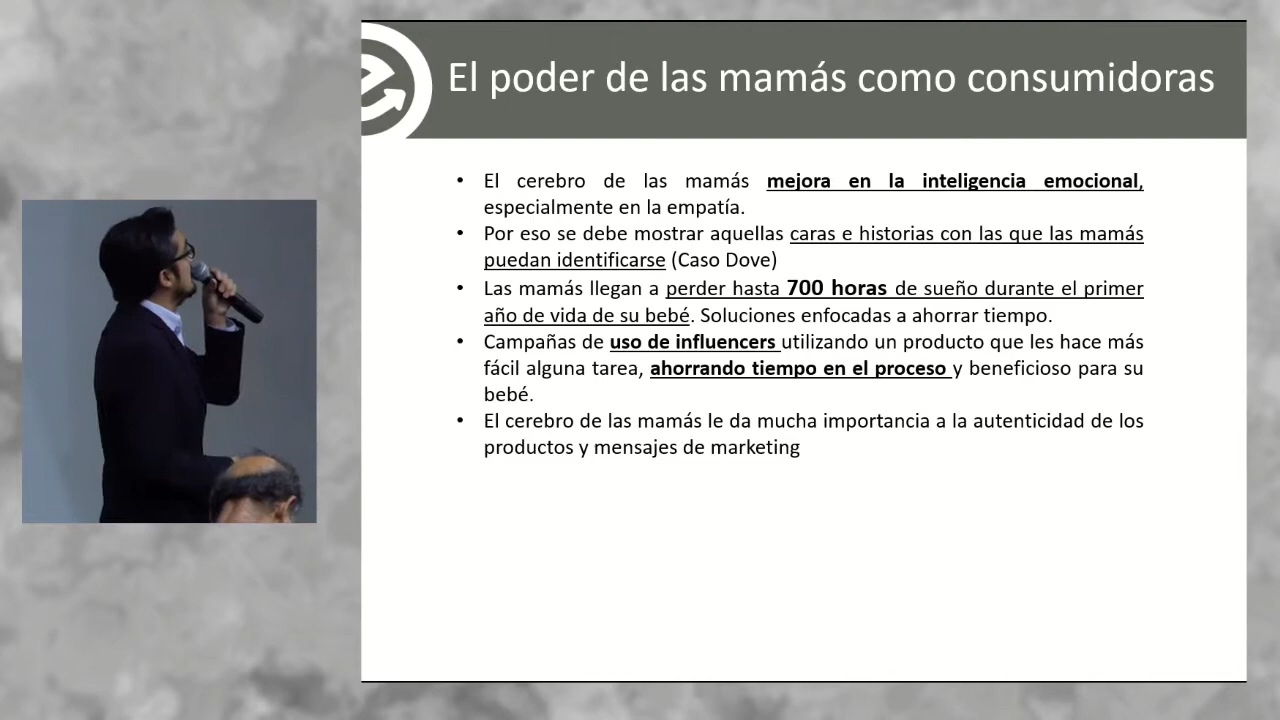 El poder de las mamás como consumidoras
• El cerebro de las mamás mejora en la inteligencia emocional,
especialmente en la empatía.
• Por eso se debe mostrar aquellas caras e historias con las que las mamás
puedan identificarse (Caso Dove)
• Las mamás llegan a perder hasta 700 horas de sueño durante el primer
año de vida de su bebé. Soluciones enfocadas a ahorrar tiempo.
• Campañas de uso de influencers utilizando un producto que les hace más
fácil alguna tarea, ahorrando tiempo en el proceso y beneficioso para su
bebé.
• El cerebro de las mamás le da mucha importancia a la autenticidad de los
productos y mensajes de marketing